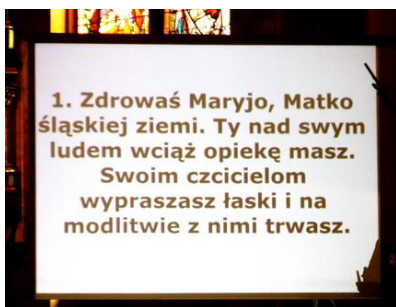 1. Zdrowaś Maryjo, Matko
śląskiej ziemi. Ty nad swym
ludem wciąż opiekę masz.
Swoim czcicielom
wypraszasz łaski i na
modlitwie z nimi trwasz.